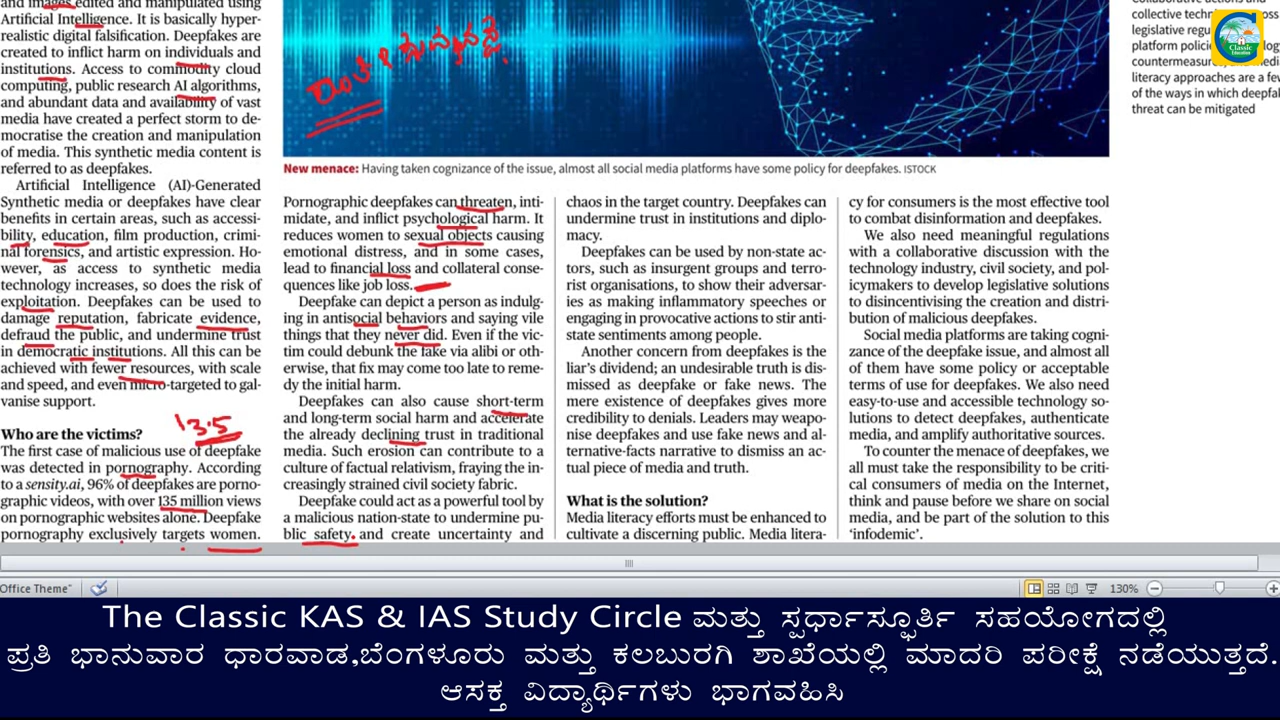 and images edited and manipulated using
Artificial Intelligence. It is basically hyper-
realistic digital falsification. Deepfakes are
created to inflict harm on individuals and
institutions. Access to commodity cloud
computing, public research AI algorithms,
and abundant data and availability of vast
media have created a perfect storm to de-
mocratise the creation and manipulation
of media. This synthetic media content is
referred to as deepfakes.
Artificial Intelligence (AI)-Generated
Synthetic media or deepfakes have clear
benefits in certain areas, such as accessi-
bility, education, film production, crimi-
nal forensics, and artistic expression. Ho-
wever, as access to synthetic media
technology increases, so does the risk of
exploitation. Deepfakes can be used to
damage reputation, fabricate evidence,
defraud the public, and undermine trust
in democratic institutions. All this can be
achieved with fewer resources, with scale
and speed, and even micro-targeted to gal-
vanise support.
13.5
Who are the victims?
The first case of malicious use of deepfake
was detected in pornography. According
to a sensity.ai, 96% of deepfakes are porno-
graphic videos, with over 135 million views
on pornographic websites alone. Deepfake
pornography exclusively targets women.
New menace: Having taken cognizance of the issue, almost all social media platforms have some policy for deepfakes. ISTOCK
Pornographic deepfakes can threaten, inti-
midate, and inflict psychological harm. It
reduces women to sexual objects causing
emotional distress, and in some cases,
lead to financial loss and collateral conse-
quences like job loss.
Deepfake can depict a person as indulg-
ing in antisocial behaviors and saying vile
things that they never did. Even if the vic-
tim could debunk the fake via alibi or oth-
erwise, that fix may come too late to reme-
dy the initial harm.
Deepfakes can also cause short-term
and long-term social harm and accelerate
the already declining trust in traditional
media. Such erosion can contribute to a
culture of factual relativism, fraying the in-
creasingly strained civil society fabric.
Deepfake could act as a powerful tool by
a malicious nation-state to undermine pu-
blic safety and create uncertainty and
chaos in the target country. Deepfakes can
undermine trust in institutions and diplo-
macy.
Deepfakes can be used by non-state ac-
tors, such as insurgent groups and terro-
rist organisations, to show their adversar-
ies as making inflammatory speeches or
engaging in provocative actions to stir anti-
state sentiments among people.
Another concern from deepfakes is the
liar's dividend; an undesirable truth is dis-
missed as deepfake or fake news. The
mere existence of deepfakes gives more
credibility to denials. Leaders may weapo-
nise deepfakes and use fake news and al-
ternative-facts narrative to dismiss an ac-
tual piece of media and truth.
What is the solution?
Media literacy efforts must be enhanced to
cultivate a discerning public. Media litera-
cy for consumers is the most effective tool
to combat disinformation and deepfakes.
We also need meaningful regulations
with a collaborative discussion with the
technology industry, civil society, and pol-
icymakers to develop legislative solutions
to disincentivising the creation and distri-
bution of malicious deepfakes.
Social media platforms are taking cogni-
zance of the deepfake issue, and almost all
of them have some policy or acceptable
terms of use for deepfakes. We also need
easy-to-use and accessible technology so-
lutions to detect deepfakes, authenticate
media, and amplify authoritative sources.
To counter the menace of deepfakes, we
all must take the responsibility to be criti-
cal consumers of media on the Internet,
think and pause before we share on social
media, and be part of the solution to this
'infodemic'.
collective
legislative
platform
literacy approaches are a few
of the ways in which
threat can be mitigated
Classic
Education
Office Theme"
130%
The Classic KAS & IAS Study Circle ಮತ್ತು ಸ್ಪರ್ಧಾಸ್ಫೂರ್ತಿ ಸಹಯೋಗದಲ್ಲಿ
ಪ್ರತಿ ಭಾನುವಾರ ಧಾರವಾಡ,ಬೆಂಗಳೂರು ಮತ್ತು ಕಲಬುರಗಿ ಶಾಖೆಯಲ್ಲಿ ಮಾದರಿ ಪರೀಕ್ಷೆ ನಡೆಯುತ್ತದೆ.
ಆಸಕ್ತ ವಿದ್ಯಾರ್ಥಿಗಳು ಭಾಗವಹಿಸಿ